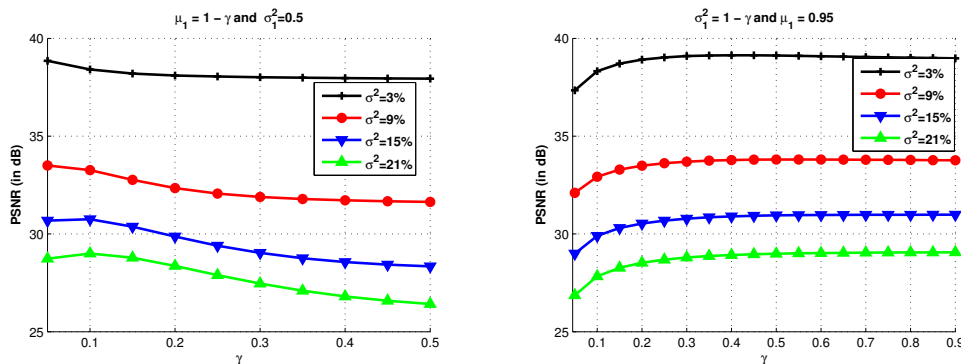 μ₁ = 1 − γ and σ₁²=0.5
PSNR (in dB)
40
35
30
25
0.1 0.2 0.3 0.4 0.5
γ
σ²=3%
σ²=9%
σ²=15%
σ²=21%
σ₁² = 1 − γ and μ₁ = 0.95
PSNR (in dB)
40
35
30
25
0.1 0.2 0.3 0.4 0.5 0.6 0.7 0.8 0.9
γ
σ²=3%
σ²=9%
σ²=15%
σ²=21%